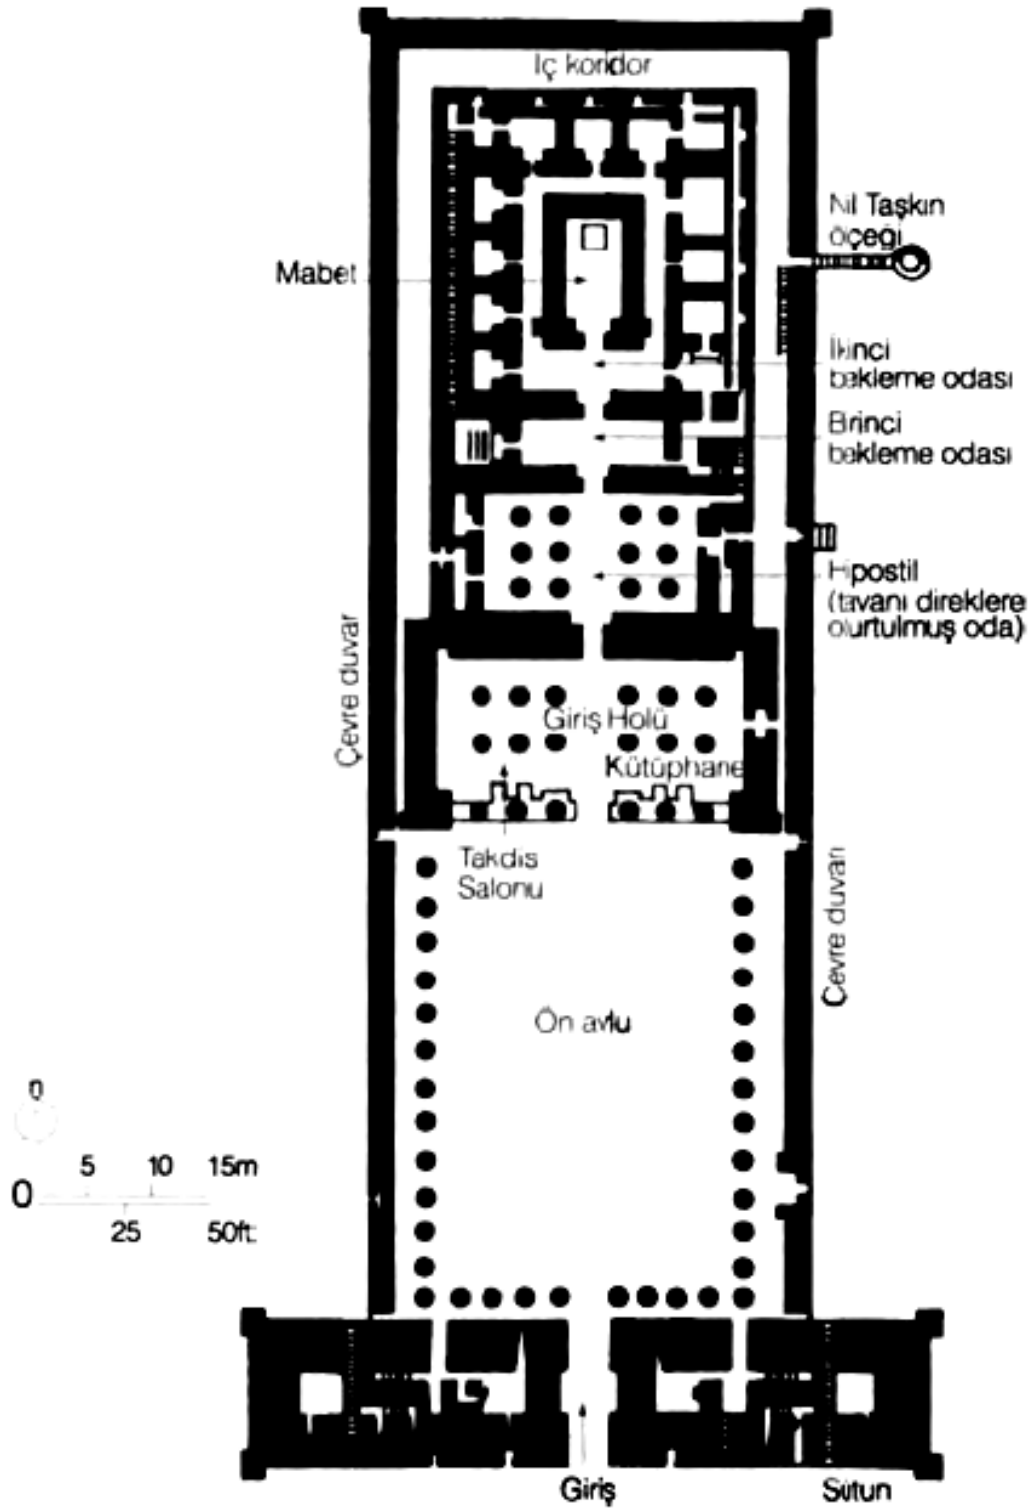 İç koridor
Nil Taşkın
öçeği
Mabet
İkinci
bekleme odası
Birinci
bekleme odası
Hipostil
(tavanı direklere
oturtulmuş oda)
Çevre duvar
Giriş Holü
Kütüphane
Takdis
Salonu
Çevre duvarı
Ön avlu
0
5 10 15m
0
25 50ft.
Giriş
Sütun